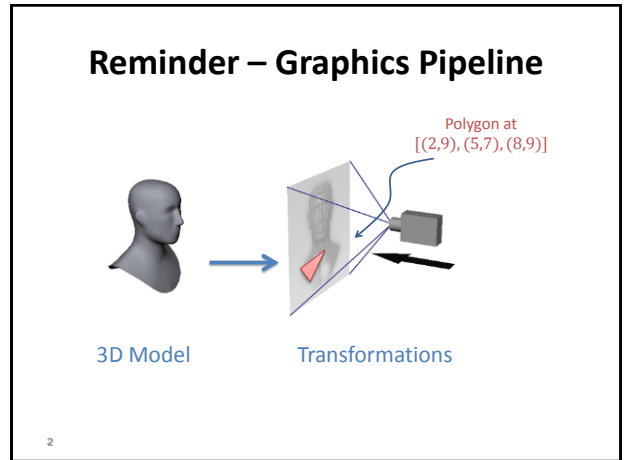 Reminder – Graphics Pipeline
Polygon at
[(2,9), (5,7), (8,9)]
3D Model
Transformations
2